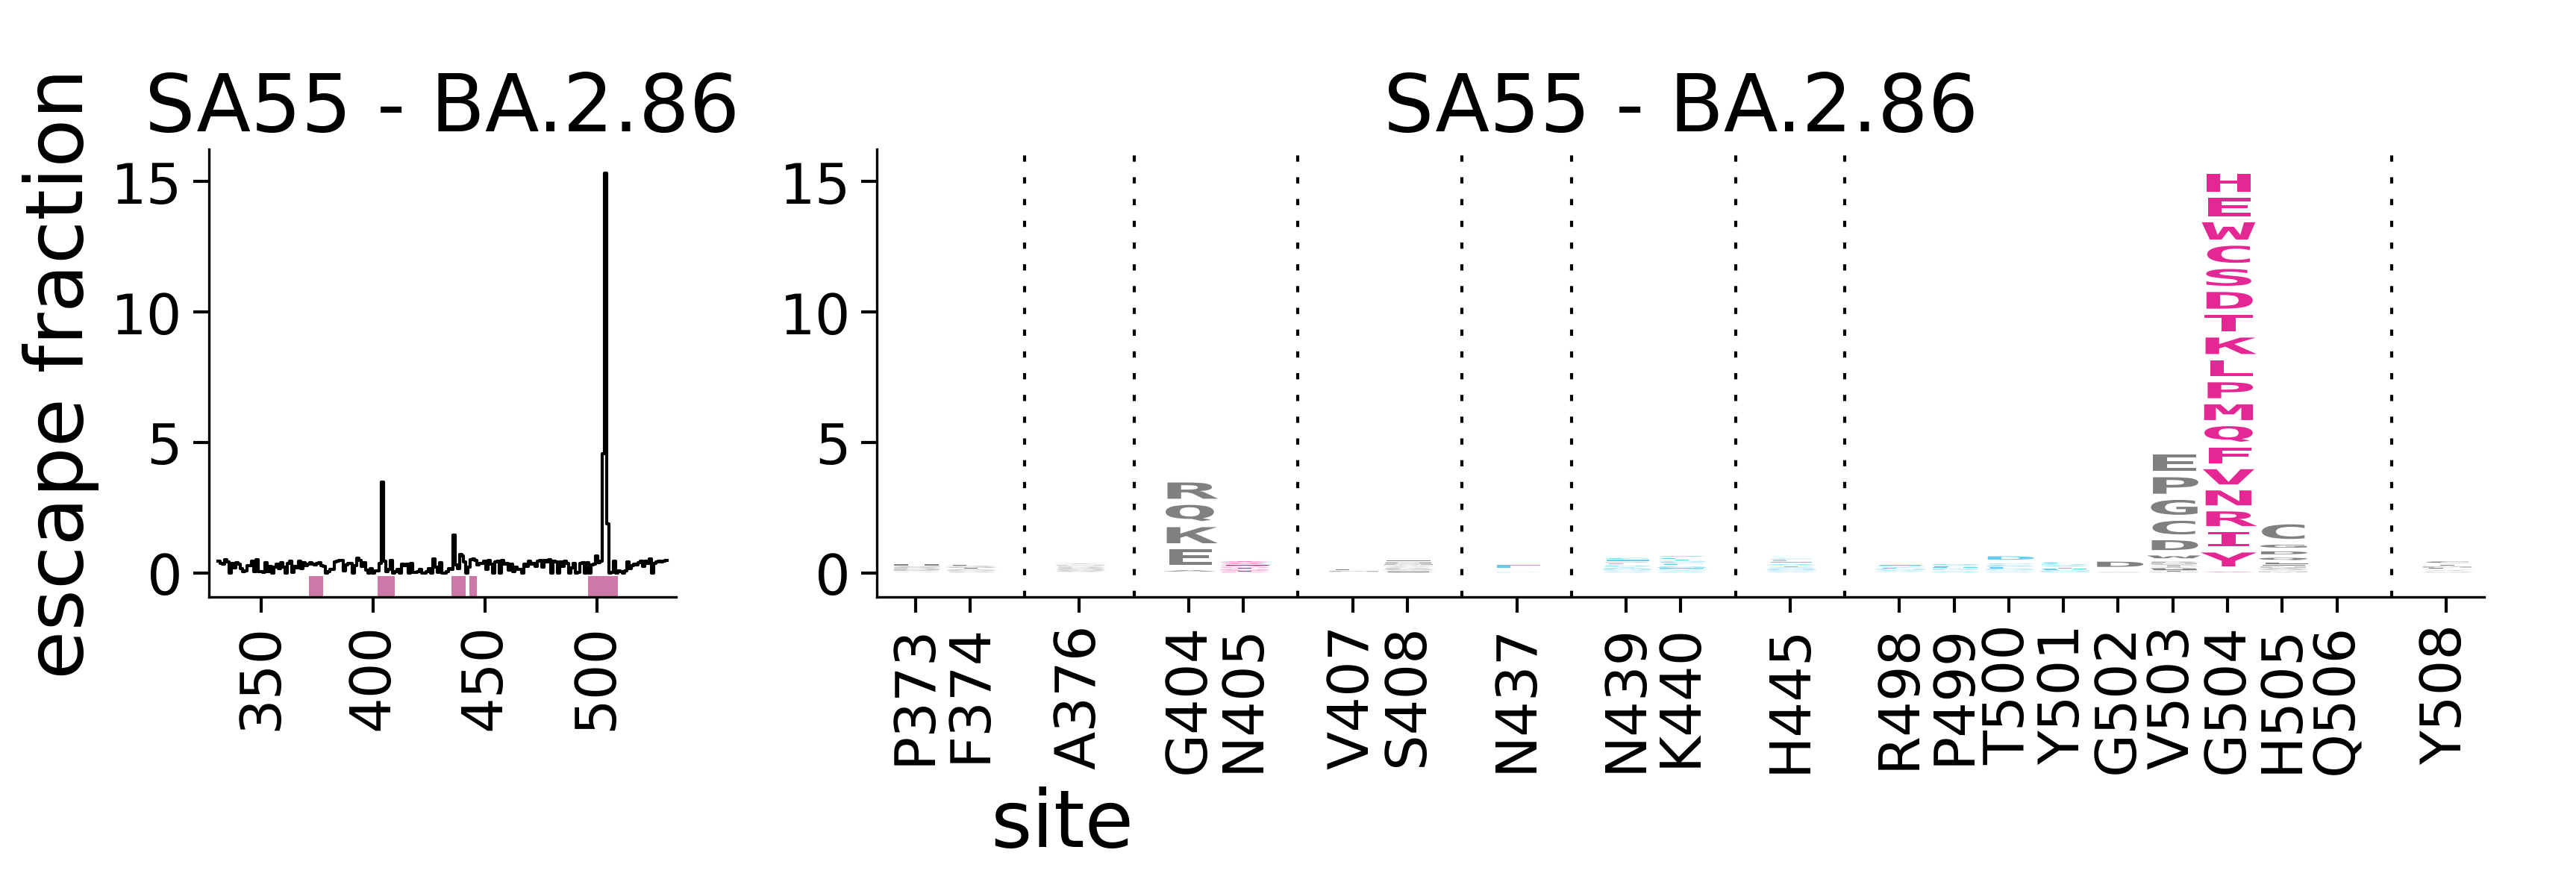 SA55 - BA.2.86
SA55 - BA.2.86
escape fraction
15
10
5
0
350
400
450
500
15
10
5
0
R
Q
K
E
E
P
G
C
D
H
E
W
C
S
D
T
K
L
P
M
Q
F
V
N
R
I
Y
C
D
D
P373
F374
A376
G404
N405
V407
S408
N437
N439
K440
H445
R498
P499
T500
Y501
G502
V503
G504
H505
Q506
Y508
site